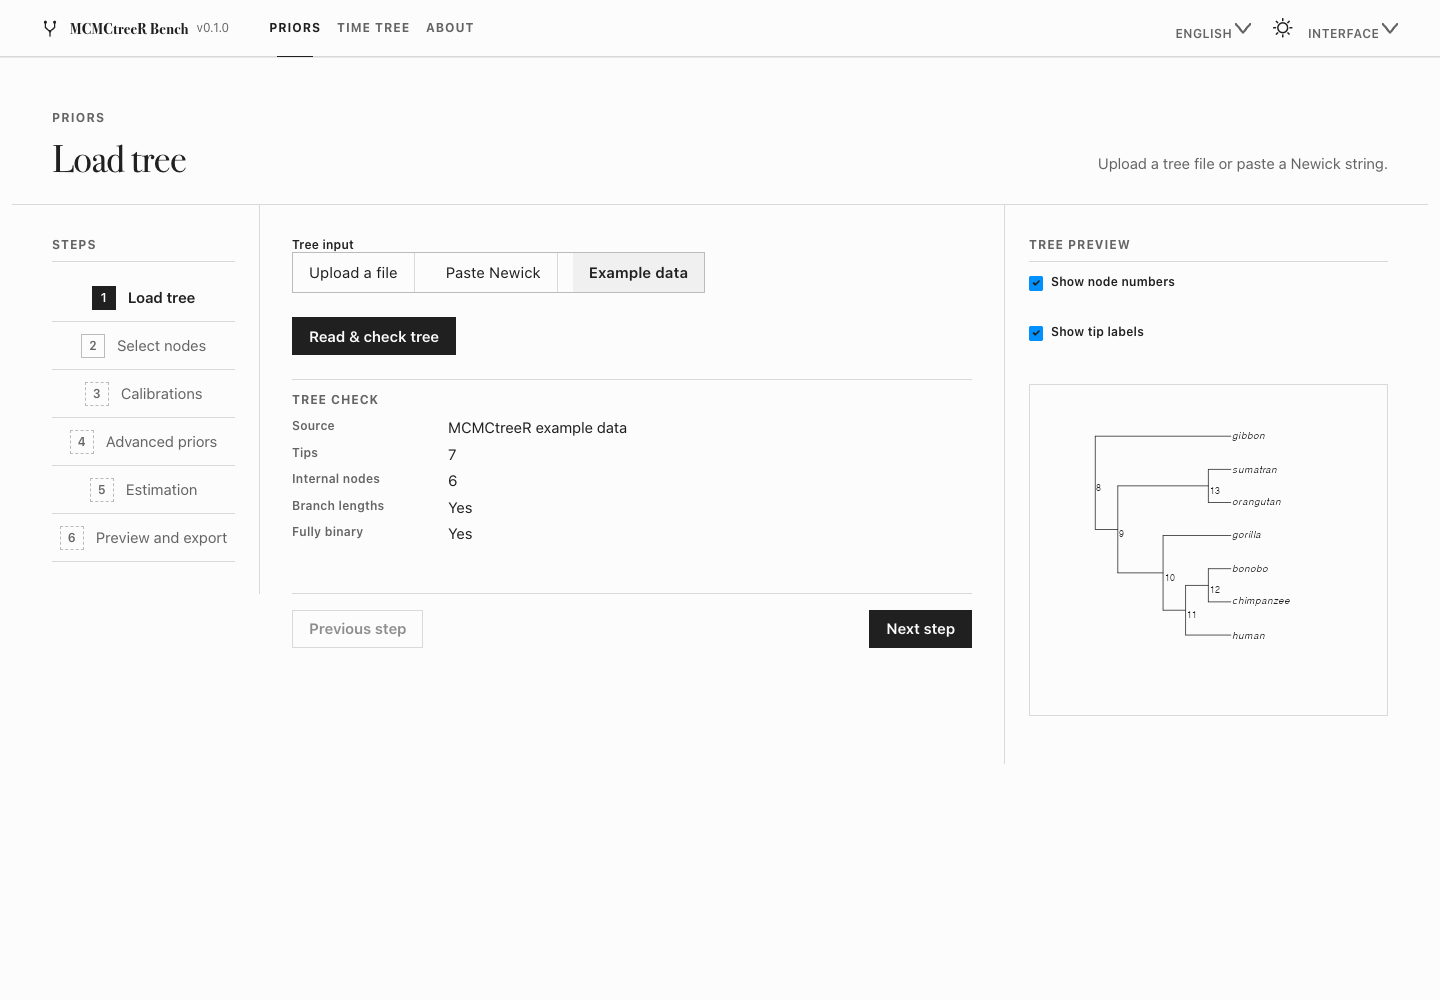 MCMCtreeR Bench v0.1.0 PRIORS TIME TREE ABOUT ENGLISH INTERFACE
PRIORS
Load tree
Upload a tree file or paste a Newick string.
STEPS
1 Load tree
2 Select nodes
3 Calibrations
4 Advanced priors
5 Estimation
6 Preview and export
Tree input
Upload a file Paste Newick Example data
Read & check tree
TREE CHECK
Source MCMCtreeR example data
Tips 7
Internal nodes 6
Branch lengths Yes
Fully binary Yes
Previous step Next step
TREE PREVIEW
Show node numbers
Show tip labels
gibbon
sumatran
8
13
orangutan
9
gorilla
bonobo
10
12
chimpanzee
11
human